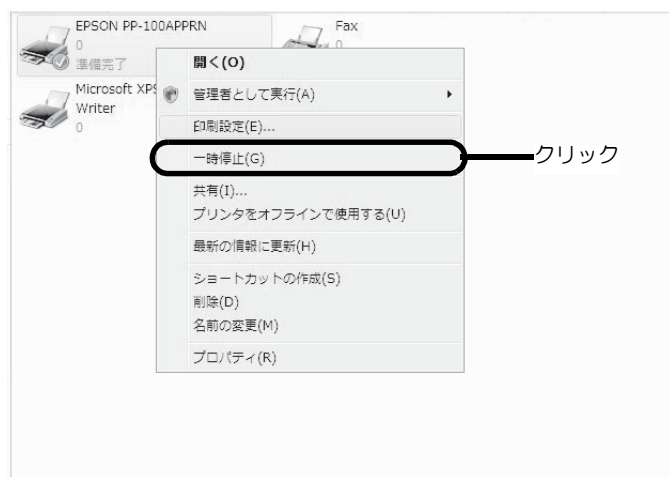 EPSON PP-100APPRN
0
準備完了
Fax
0
Microsoft XPS
Writer
0
開く(O)
管理者として実行(A)
印刷設定(E)...
一時停止(G)
クリック
共有(I)...
プリンタをオフラインで使用する(U)
最新の情報に更新(H)
ショートカットの作成(S)
削除(D)
名前の変更(M)
プロパティ(R)